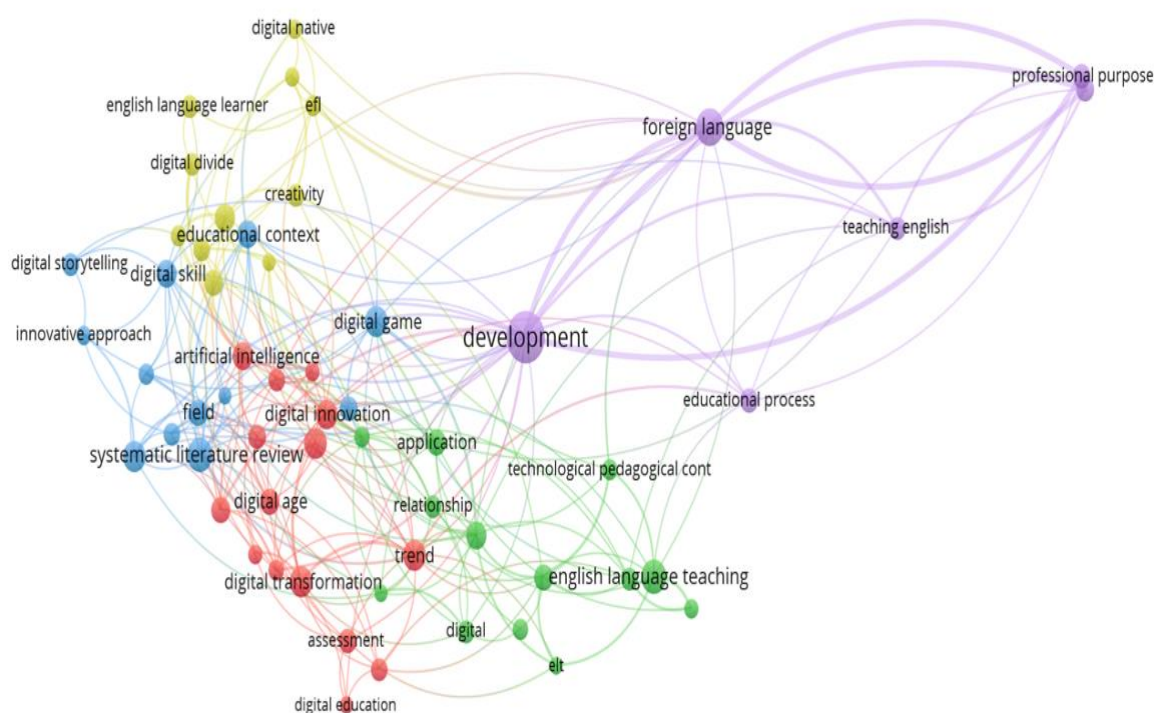 digital native
professional purpose
english language learner
efl
foreign language
digital divide
creativity
teaching english
educational context
digital storytelling
digital skill
digital game
innovative approach
development
artificial intelligence
educational process
field
digital innovation
application
systematic literature review
technological pedagogical cont
digital age
relationship
trend
digital transformation
english language teaching
assessment
digital
elt
digital education